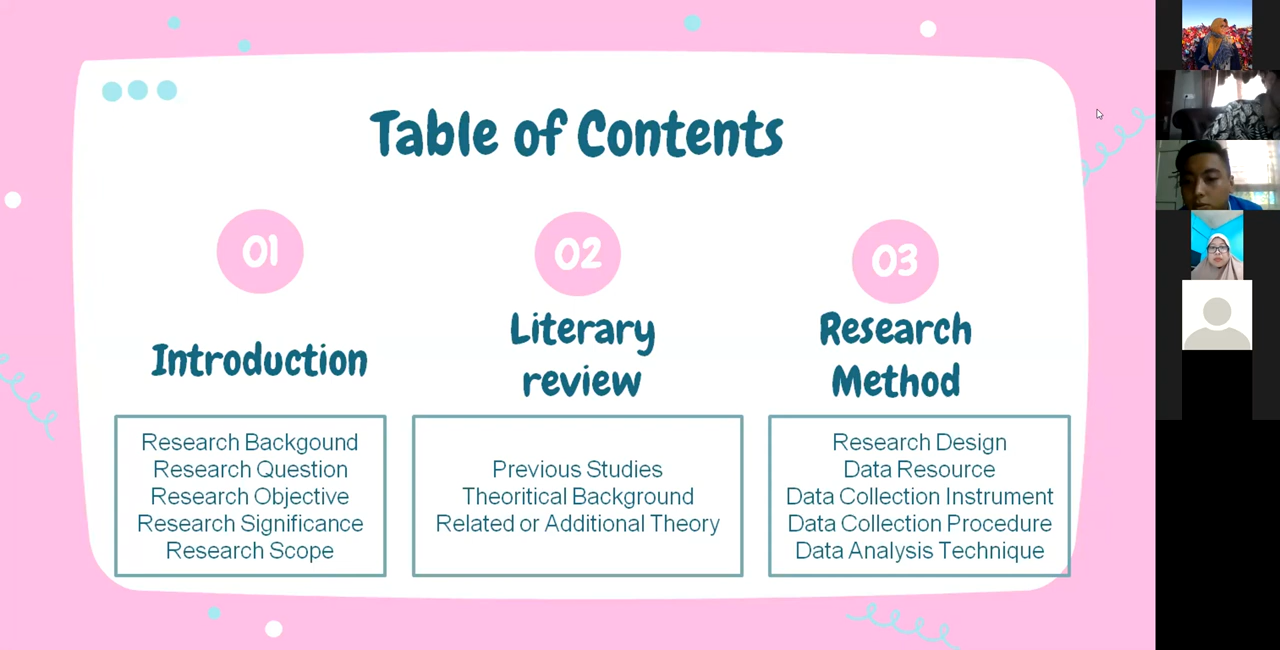 Table of Contents
01
Introduction
Research Backgound
Research Question
Research Objective
Research Significance
Research Scope
02
Literary
review
Previous Studies
Theoritical Background
Related or Additional Theory
03
Research
Method
Research Design
Data Resource
Data Collection Instrument
Data Collection Procedure
Data Analysis Technique